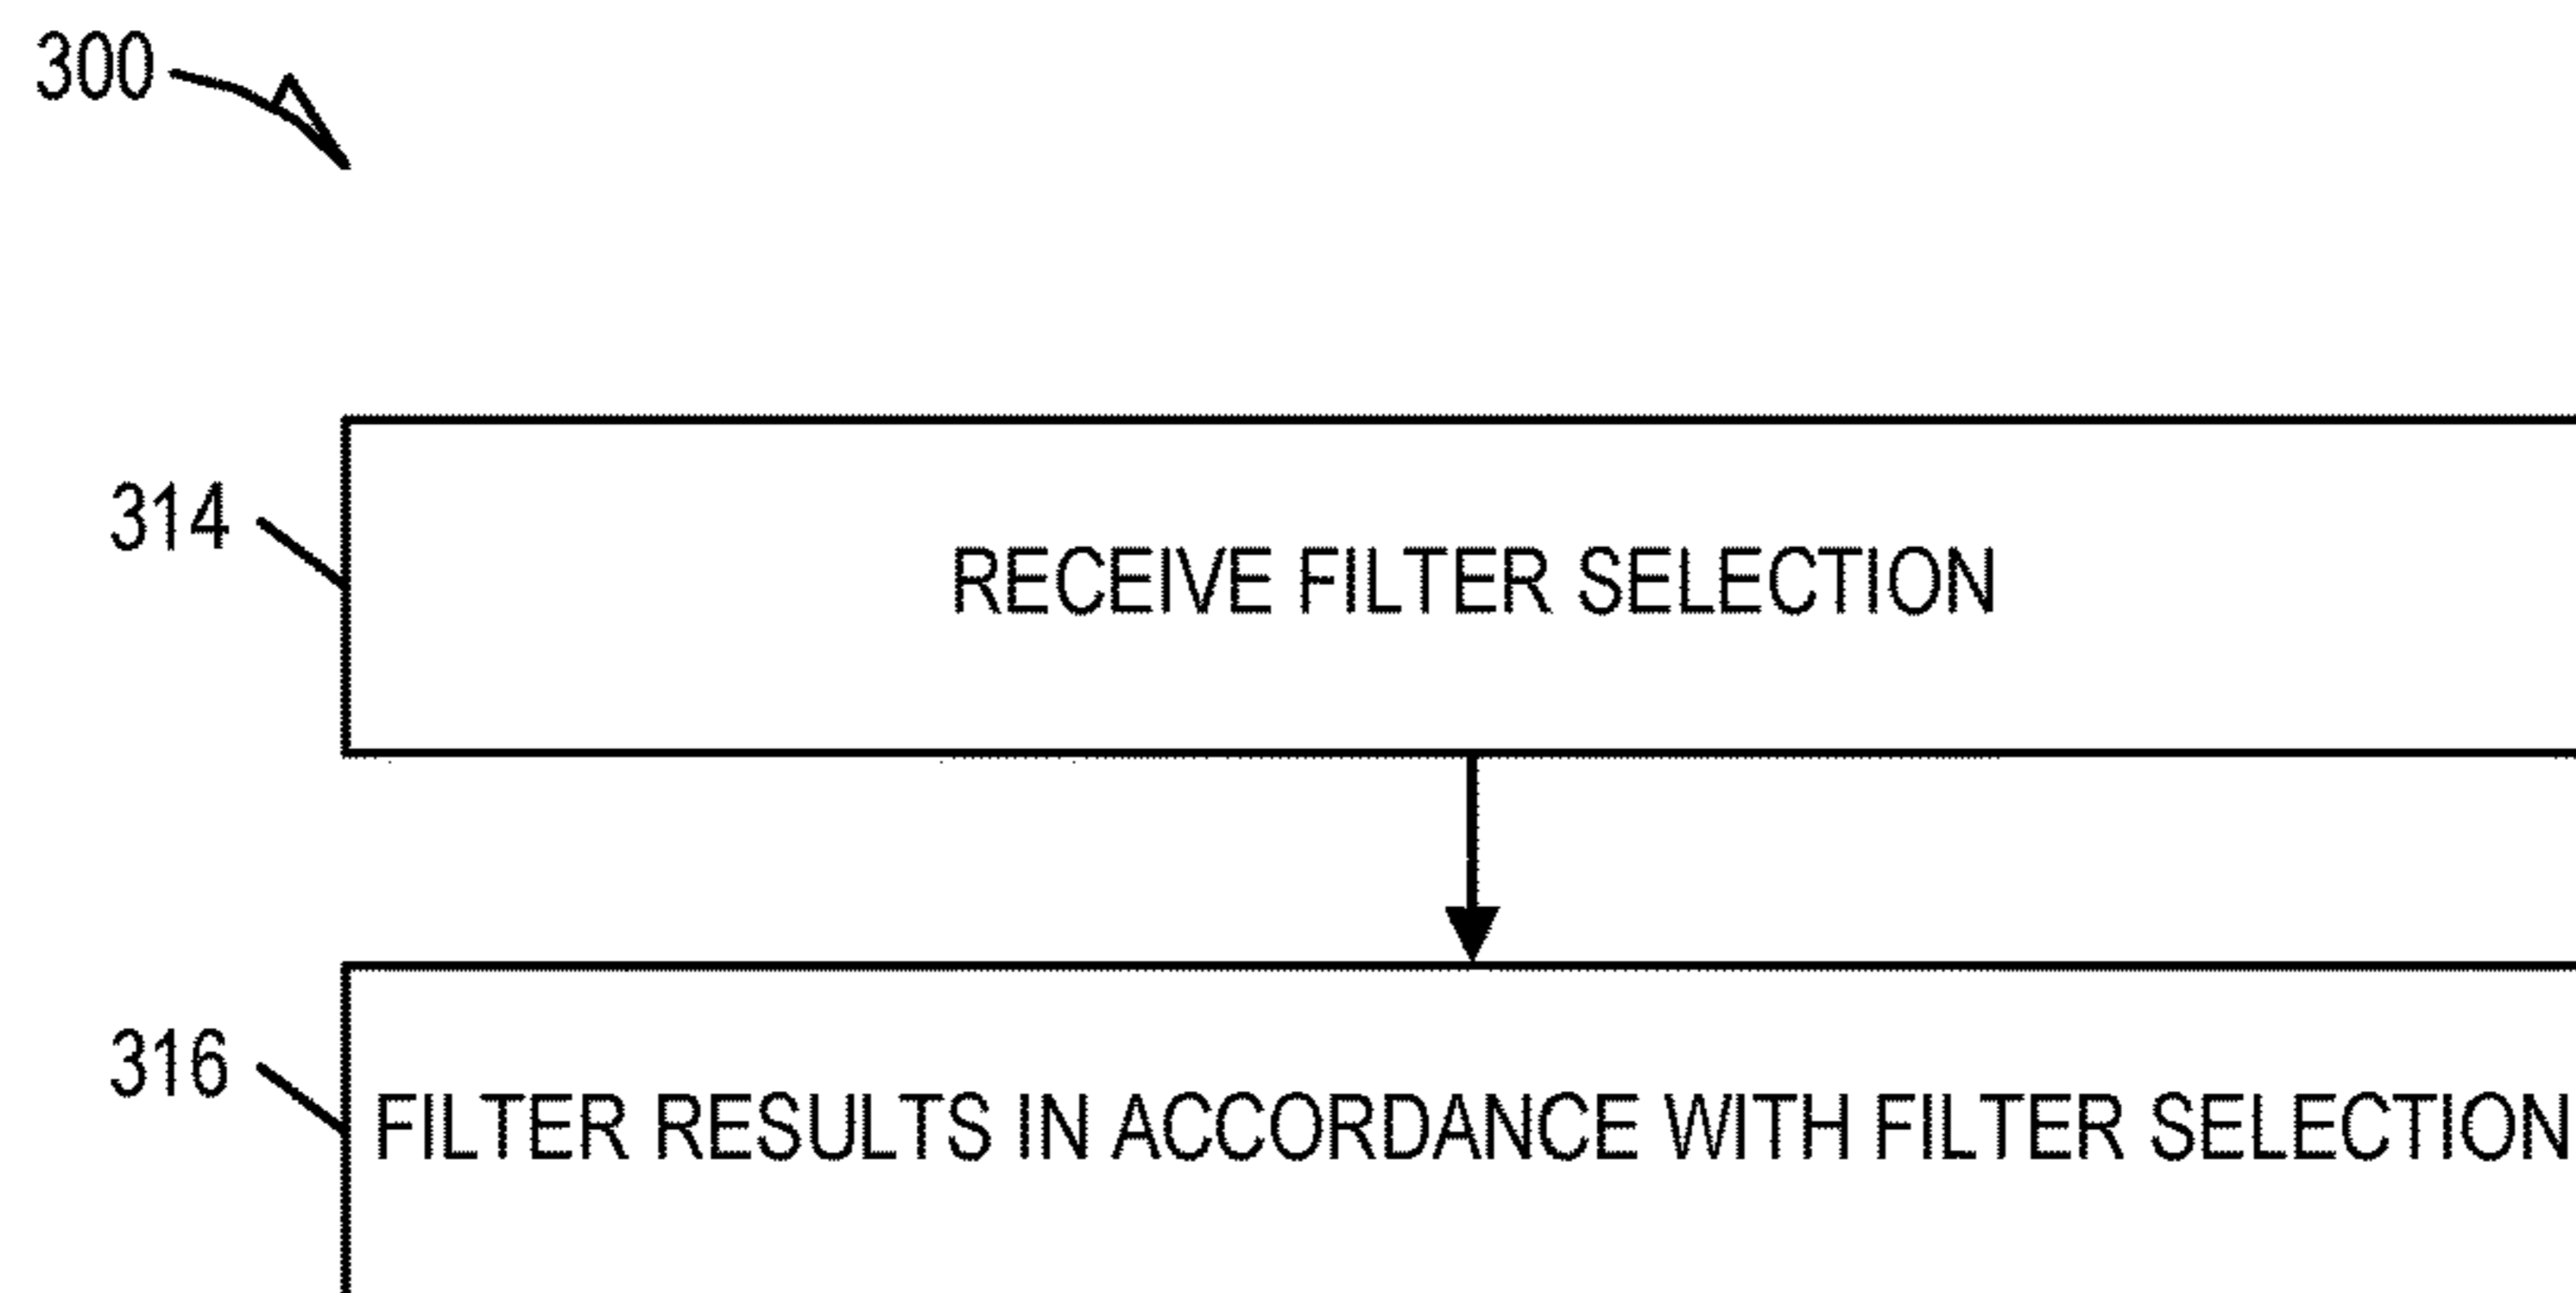 300
314
RECEIVE FILTER SELECTION
316
FILTER RESULTS IN ACCORDANCE WITH FILTER SELECTION